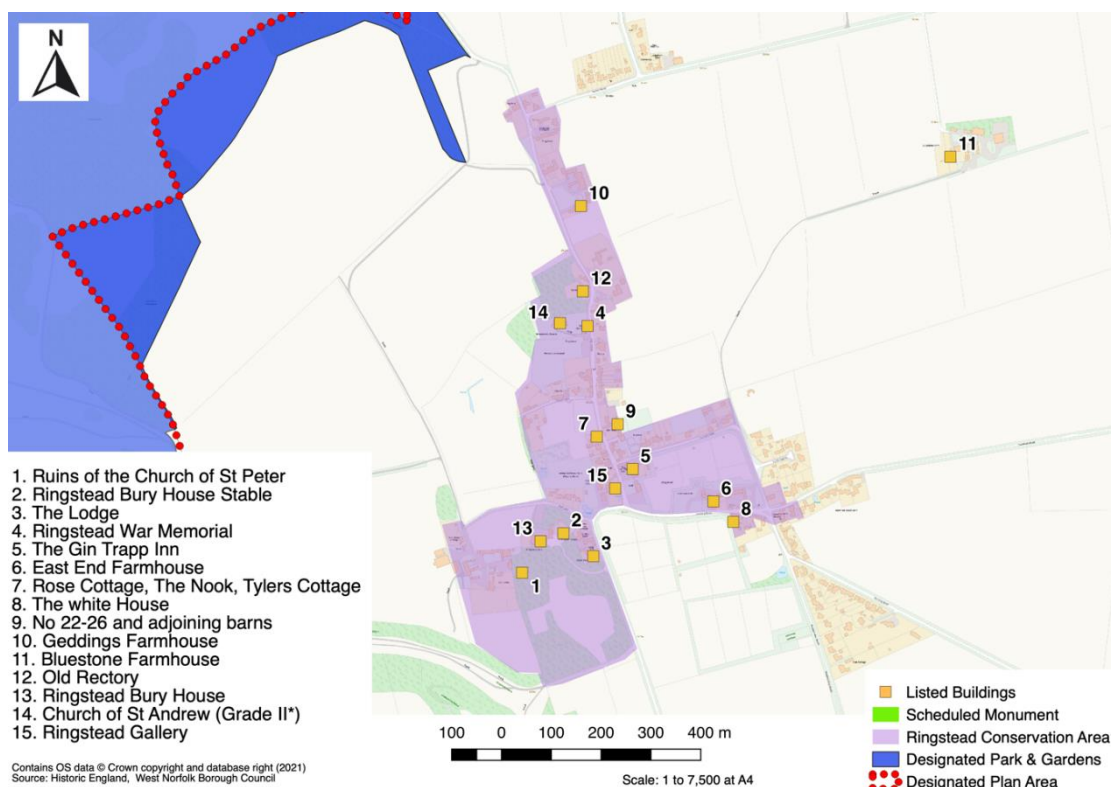 N
11
10
12
14
4
9
7
5
15
6
8
2
13
3
1
1. Ruins of the Church of St Peter
2. Ringstead Bury House Stable
3. The Lodge
4. Ringstead War Memorial
5. The Gin Trapp Inn
6. East End Farmhouse
7. Rose Cottage, The Nook, Tylers Cottage
8. The white House
9. No 22-26 and adjoining barns
10. Geddings Farmhouse
11. Bluestone Farmhouse
12. Old Rectory
13. Ringstead Bury House
14. Church of St Andrew (Grade II*)
15. Ringstead Gallery
Contains OS data © Crown copyright and database right (2021)
Source: Historic England, West Norfolk Borough Council
100 0 100 200 300 400 m
Scale: 1 to 7,500 at A4
Listed Buildings
Scheduled Monument
Ringstead Conservation Area
Designated Park & Gardens
Designated Plan Area